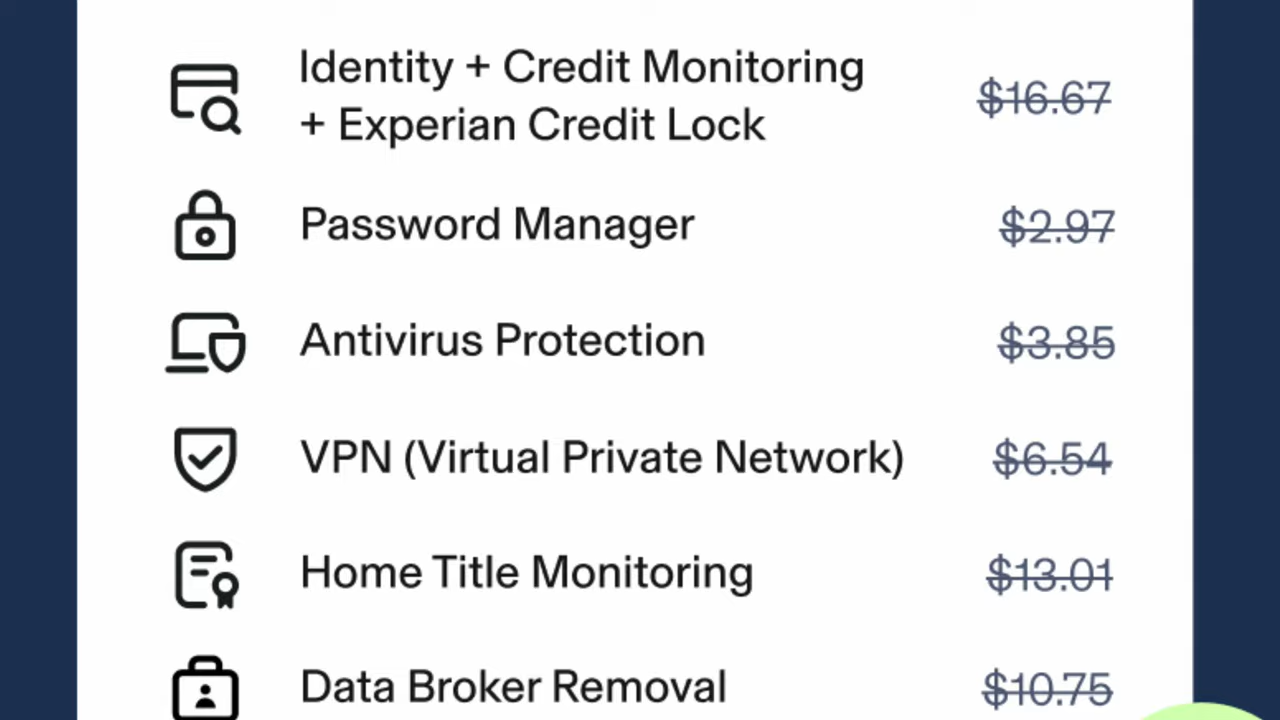 Identity + Credit Monitoring
+ Experian Credit Lock
$16.67
Password Manager
$2.97
Antivirus Protection
$3.85
VPN (Virtual Private Network)
$6.54
Home Title Monitoring
$13.01
Data Broker Removal
$10.75